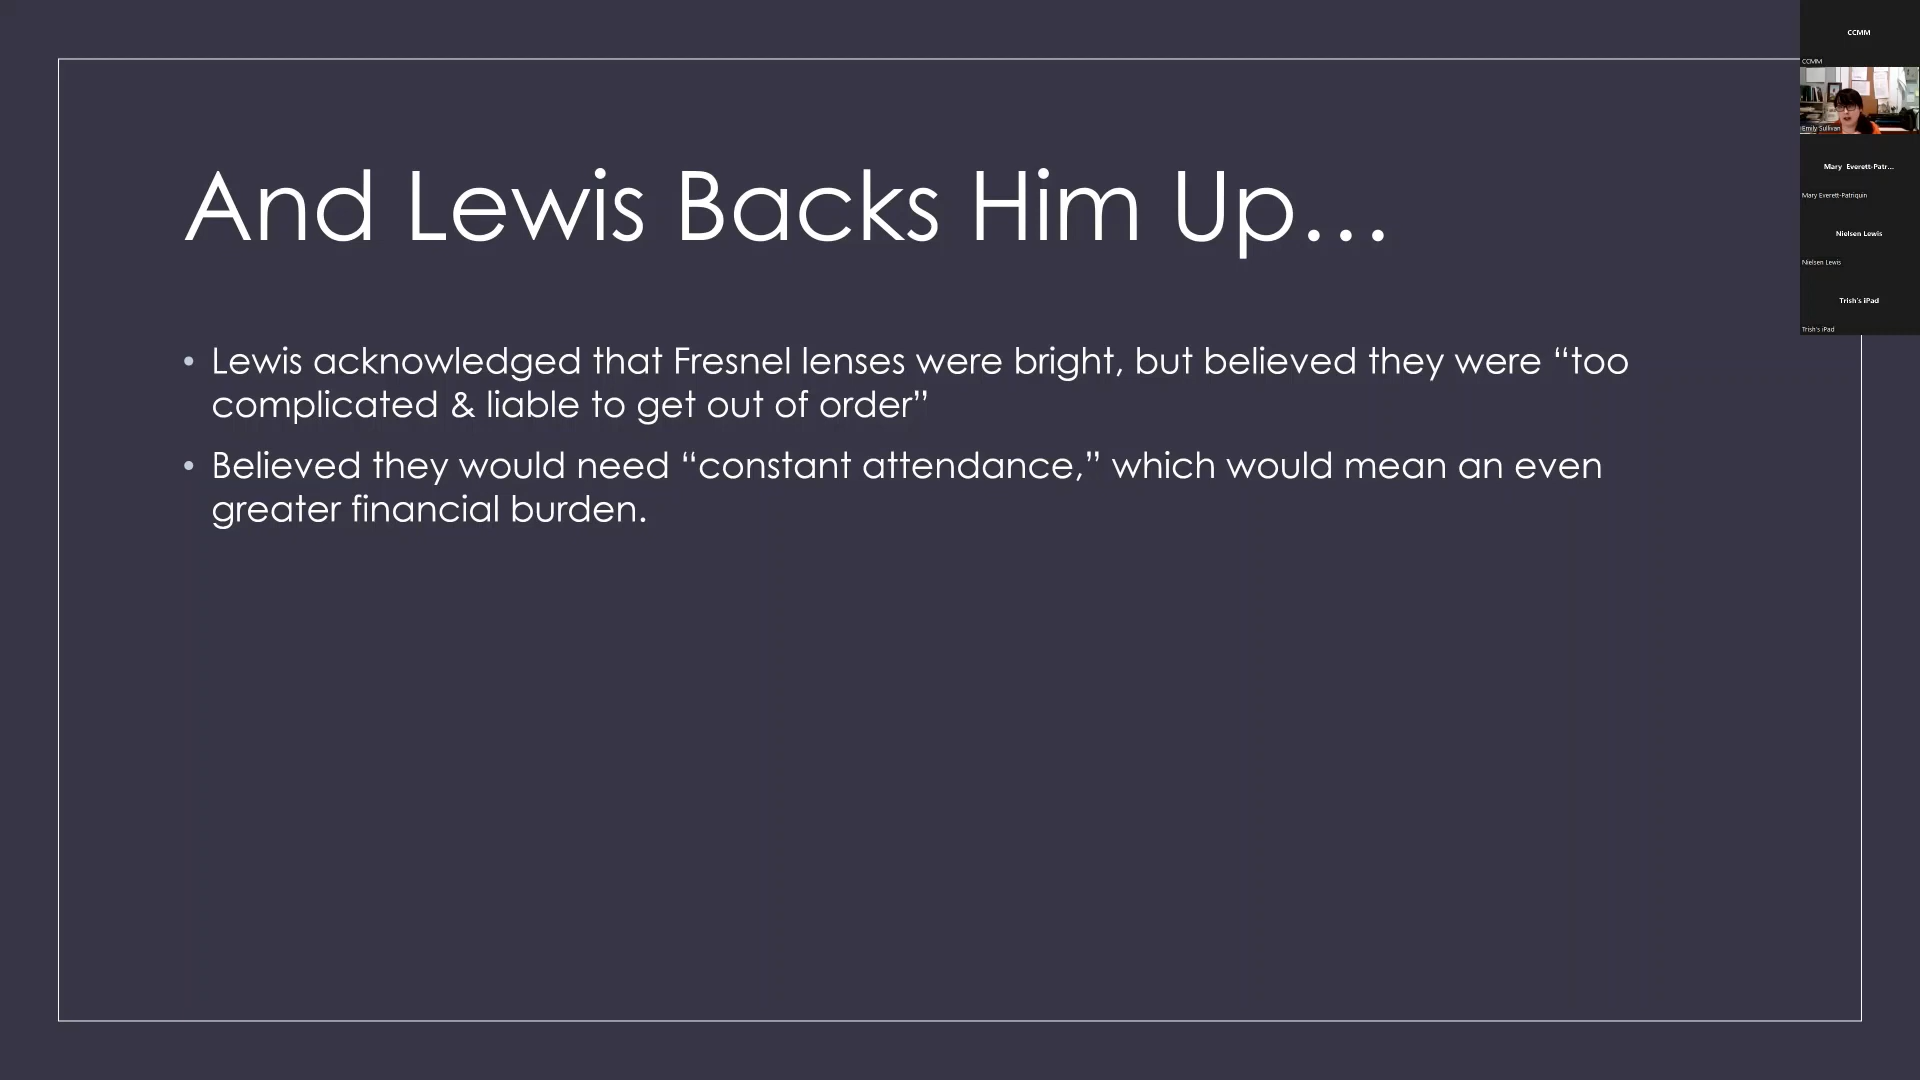 And Lewis Backs Him Up…
• Lewis acknowledged that Fresnel lenses were bright, but believed they were “too
complicated & liable to get out of order”
• Believed they would need “constant attendance,” which would mean an even
greater financial burden.
CCMM
CCMM
Emily Sullivan
Mary Everett-Patr...
Mary Everett-Patriquin
Nielsen Lewis
Nielsen Lewis
Trish's iPad
Trish's iPad